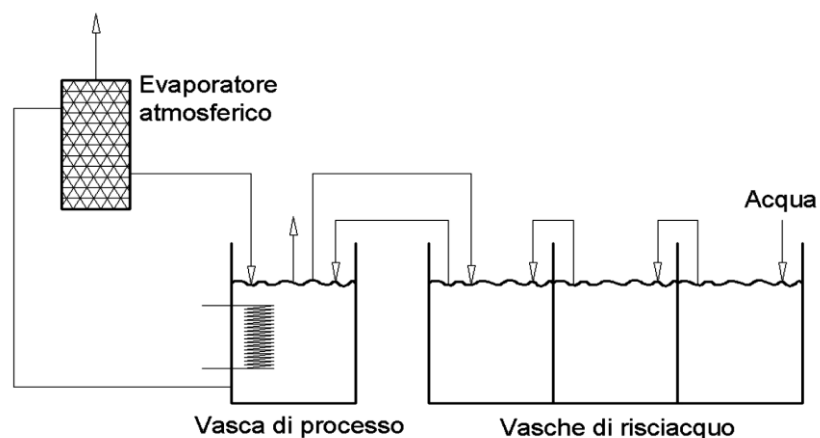 Evaporatore
atmosferico
Acqua
Vasca di processo
Vasche di risciacquo